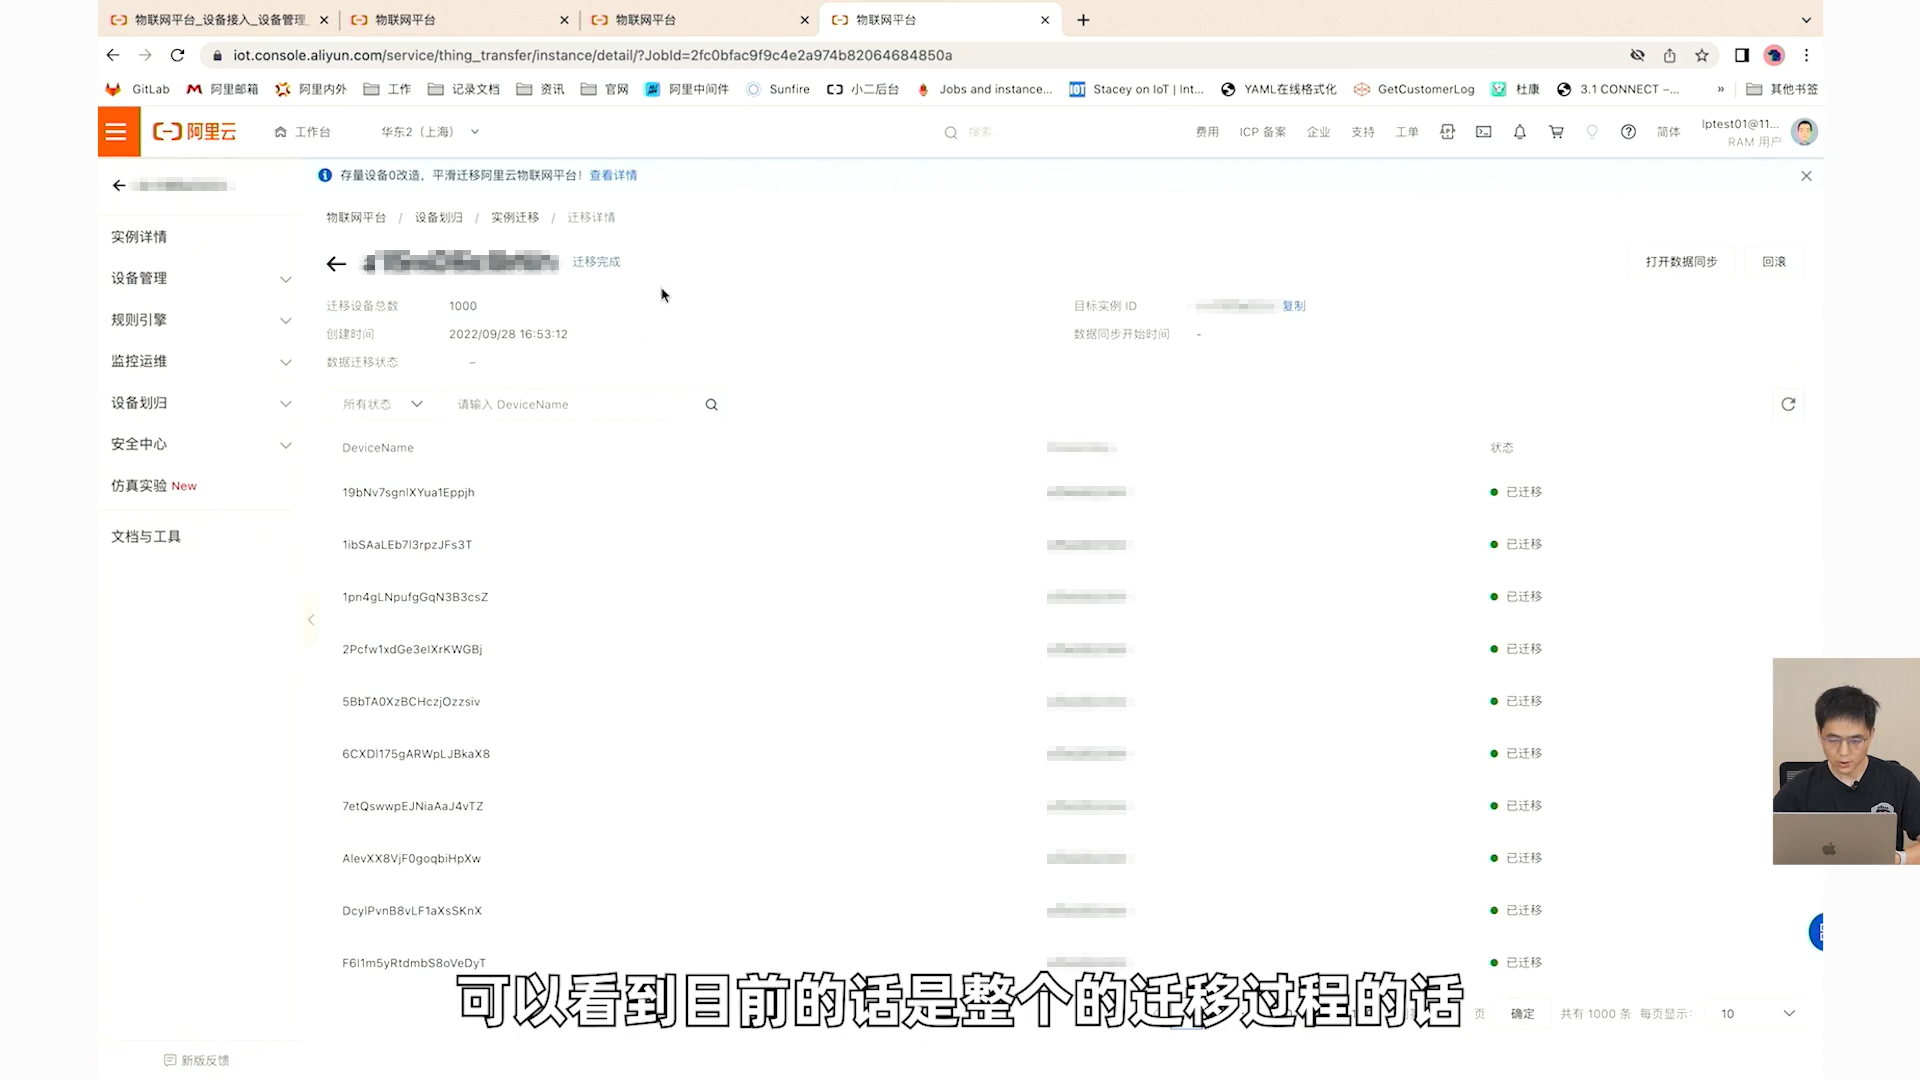 物联网平台_设备接入_设备管理_
物联网平台
物联网平台
物联网平台
iot.console.aliyun.com/service/thing_transfer/instance/detail/?JobId=2fc0bfac9f9c4e2a974b82064684850a
GitLab
阿里邮箱
阿里内外
工作
记录文档
资讯
官网
阿里中间件
Sunfire
小二后台
Jobs and instance...
Stacey on IoT | Int...
YAML在线格式化
GetCustomerLog
杜康
3.1 CONNECT –...
»
其他书签
阿里云
工作台
华东2（上海）
搜索
费用
ICP 备案
企业
支持
工单
简体
lptest01@11...
RAM 用户
存量设备0改造，平滑迁移阿里云物联网平台！ 查看详情
物联网平台 / 设备划归 / 实例迁移 / 迁移详情
迁移完成
打开数据同步
回滚
迁移设备总数 1000
目标实例 ID
复制
创建时间 2022/09/28 16:53:12
数据同步开始时间 -
数据迁移状态 –
实例详情
设备管理
规则引擎
监控运维
设备划归
安全中心
仿真实验 New
文档与工具
新版反馈
所有状态
请输入 DeviceName
DeviceName
状态
19bNv7sgnlXYua1Eppjh
已迁移
1ibSAaLEb7l3rpzJFs3T
已迁移
1pn4gLNpufgGqN3B3csZ
已迁移
2Pcfw1xdGe3elXrKWGBj
已迁移
5BbTA0XzBCHczjOzzsiv
已迁移
6CXDl175gARWpLJBkaX8
已迁移
7etQswwpEJNiaAaJ4vTZ
已迁移
AlevXX8VjF0goqbiHpXw
已迁移
DcylPvnB8vLF1aXsSKnX
已迁移
F6l1m5yRtdmbS8oVeDyT
已迁移
页
确定
共有 1000 条
每页显示：
10
可以看到目前的话是整个的迁移过程的话